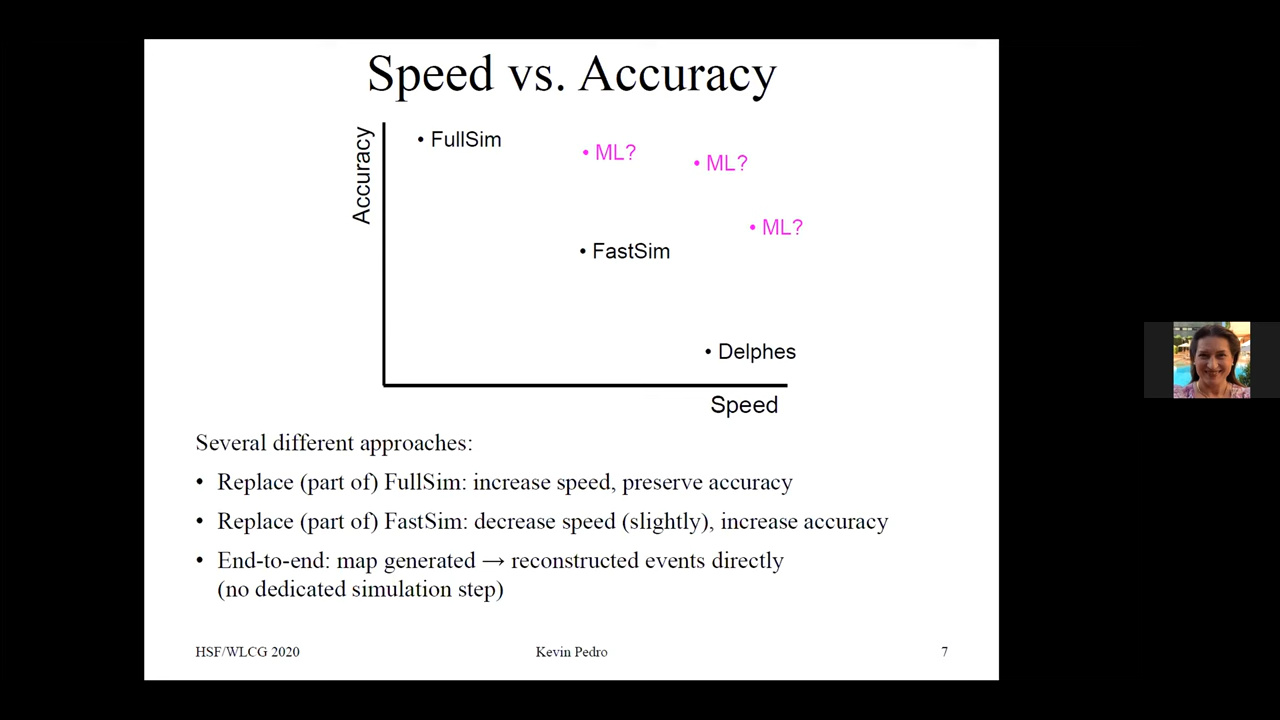 Speed vs. Accuracy
Accuracy
• FullSim
• ML?
• ML?
• ML?
• FastSim
• Delphes
Speed
Several different approaches:
• Replace (part of) FullSim: increase speed, preserve accuracy
• Replace (part of) FastSim: decrease speed (slightly), increase accuracy
• End-to-end: map generated → reconstructed events directly
(no dedicated simulation step)
HSF/WLCG 2020
Kevin Pedro
7